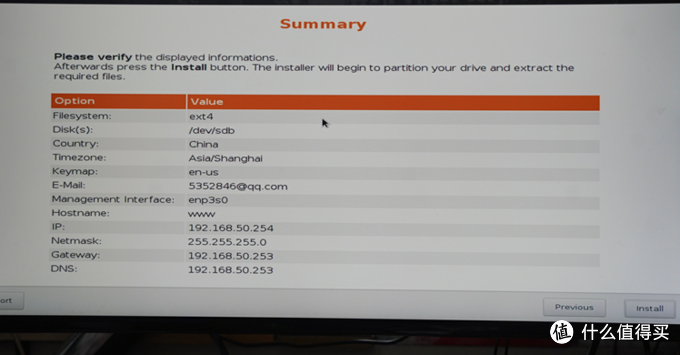 Summary
Please verify the displayed informations.
Afterwards press the Install button. The installer will begin to partition your drive and extract the
required files.
Option Value
Filesystem: ext4
Disk(s): /dev/sdb
Country: China
Timezone: Asia/Shanghai
Keymap: en-us
E-Mail: 5352846@qq.com
Management Interface: enp3s0
Hostname: www
IP: 192.168.50.254
Netmask: 255.255.255.0
Gateway: 192.168.50.253
DNS: 192.168.50.253
ort Previous Install
值 什么值得买